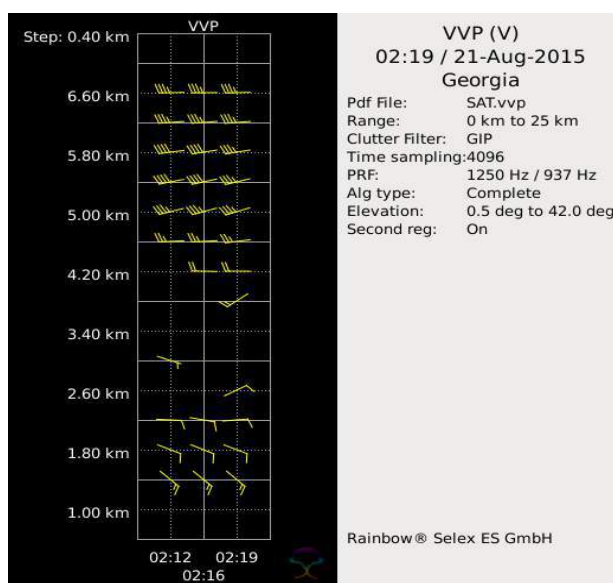 VVP
Step: 0.40 km
6.60 km
5.80 km
5.00 km
4.20 km
3.40 km
2.60 km
1.80 km
1.00 km
02:12 02:19
02:16
VVP (V)
02:19 / 21-Aug-2015
Georgia
Pdf File: SAT.vvp
Range: 0 km to 25 km
Clutter Filter: GIP
Time sampling:4096
PRF: 1250 Hz / 937 Hz
Alg type: Complete
Elevation: 0.5 deg to 42.0 deg
Second reg: On
Rainbow® Selex ES GmbH